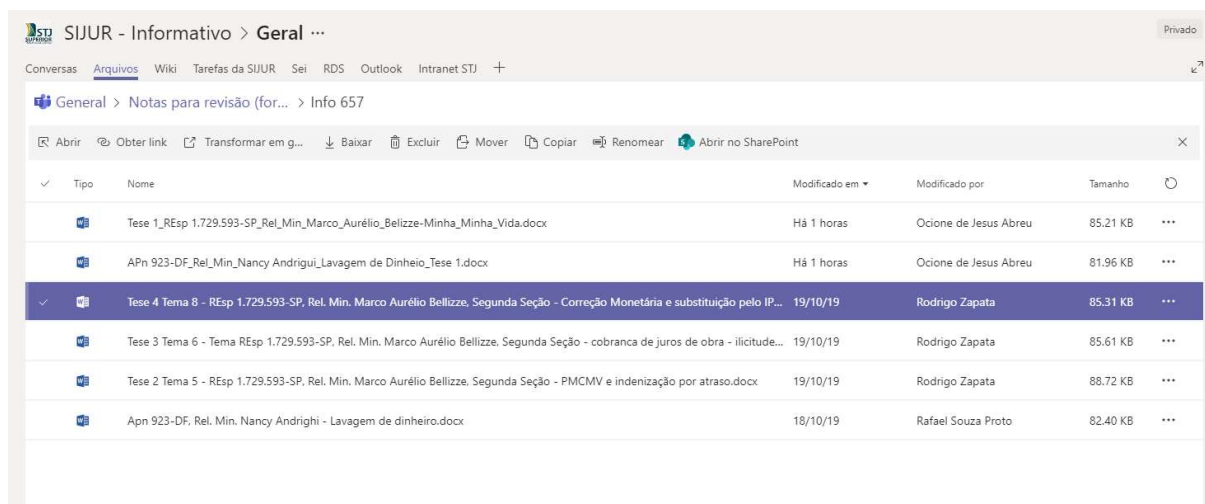 STJ SIJUR - Informativo > Geral ... Privado
Conversas Arquivos Wiki Tarefas da SIJUR Sei RDS Outlook Intranet STJ +
General > Notas para revisão (for... > Info 657
Abrir Obter link Transformar em g... Baixar Excluir Mover Copiar Renomear Abrir no SharePoint
Tipo Nome Modificado em Modificado por Tamanho
Tese 1_REsp 1.729.593-SP_Rel_Min_Marco_Aurélio_Belizze-Minha_Minha_Vida.docx Há 1 horas Ocione de Jesus Abreu 85.21 KB ...
APn 923-DF_Rel_Min_Nancy Andrigui_Lavagem de Dinheio_Tese 1.docx Há 1 horas Ocione de Jesus Abreu 81.96 KB ...
Tese 4 Tema 8 - REsp 1.729.593-SP, Rel. Min. Marco Aurélio Bellizze, Segunda Seção - Correção Monetária e substituição pelo IP... 19/10/19 Rodrigo Zapata 85.31 KB ...
Tese 3 Tema 6 - Tema REsp 1.729.593-SP, Rel. Min. Marco Aurélio Bellizze, Segunda Seção - cobranca de juros de obra - ilicitude... 19/10/19 Rodrigo Zapata 85.61 KB ...
Tese 2 Tema 5 - REsp 1.729.593-SP, Rel. Min. Marco Aurélio Bellizze, Segunda Seção - PMCMV e indenização por atraso.docx 19/10/19 Rodrigo Zapata 88.72 KB ...
Apn 923-DF, Rel. Min. Nancy Andrighi - Lavagem de dinheiro.docx 18/10/19 Rafael Souza Proto 82.40 KB ...